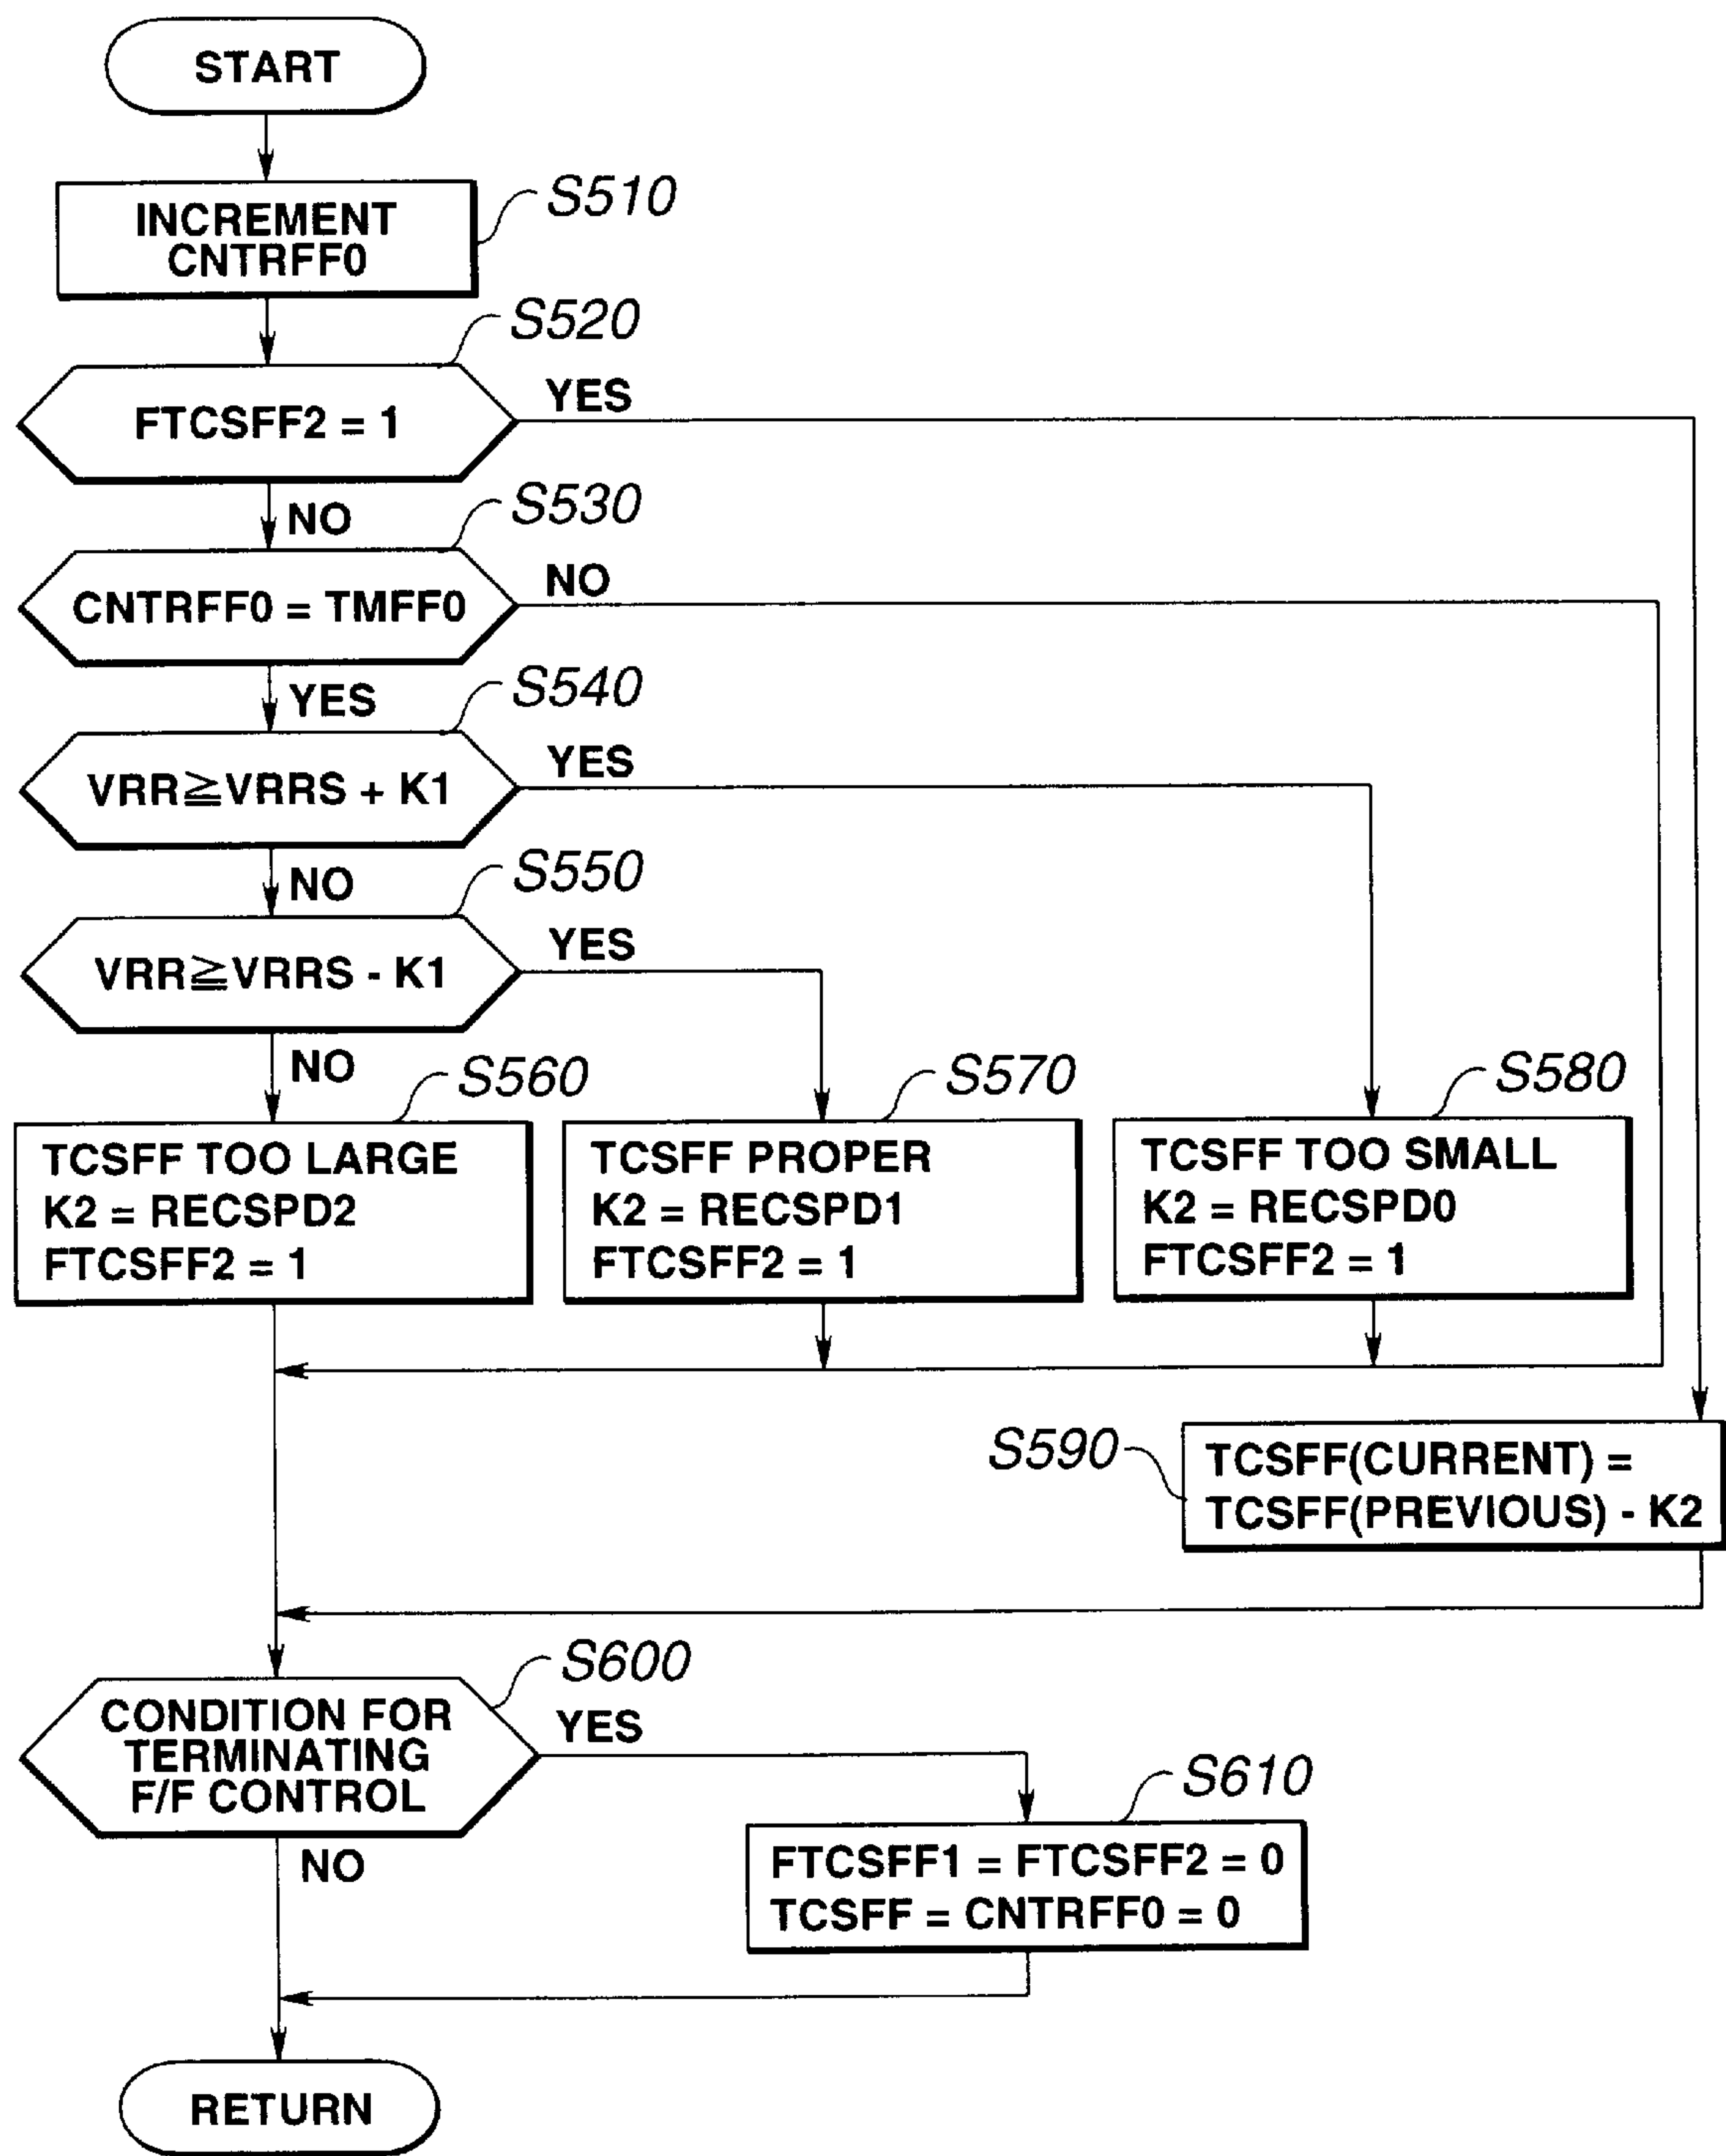 START
INCREMENT
CNTRFF0
S510
S520
FTCSFF2 = 1
YES
NO
S530
CNTRFF0 = TMFF0
NO
YES
S540
VRR≧VRRS + K1
YES
NO
S550
VRR≧VRRS - K1
YES
NO
S560
TCSFF TOO LARGE
K2 = RECSPD2
FTCSFF2 = 1
S570
TCSFF PROPER
K2 = RECSPD1
FTCSFF2 = 1
S580
TCSFF TOO SMALL
K2 = RECSPD0
FTCSFF2 = 1
S590
TCSFF(CURRENT) =
TCSFF(PREVIOUS) - K2
S600
CONDITION FOR
TERMINATING
F/F CONTROL
YES
NO
S610
FTCSFF1 = FTCSFF2 = 0
TCSFF = CNTRFF0 = 0
RETURN